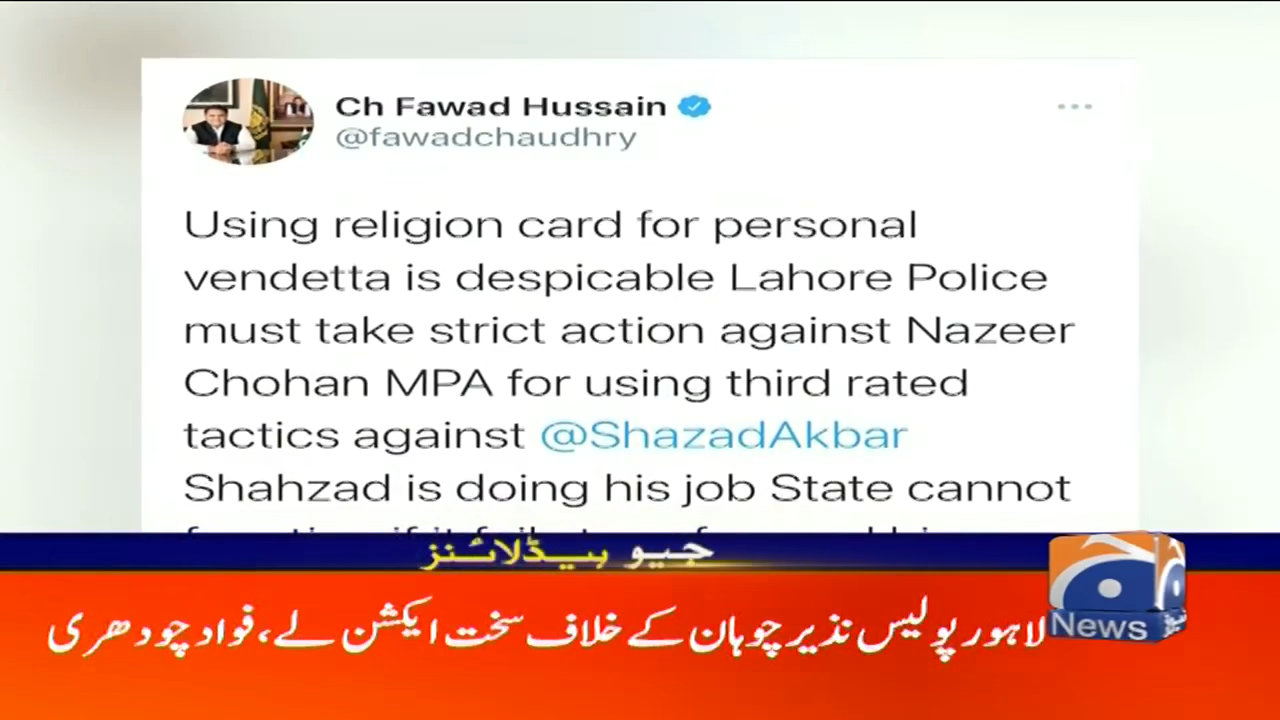 Ch Fawad Hussain
@fawadchaudhry
Using religion card for personal
vendetta is despicable Lahore Police
must take strict action against Nazeer
Chohan MPA for using third rated
tactics against @ShazadAkbar
Shahzad is doing his job State cannot
جیو ہیڈلائنز
لاہور پولیس نذیر چوہان کے خلاف سخت ایکشن لے، فواد چودھری
News نیوز